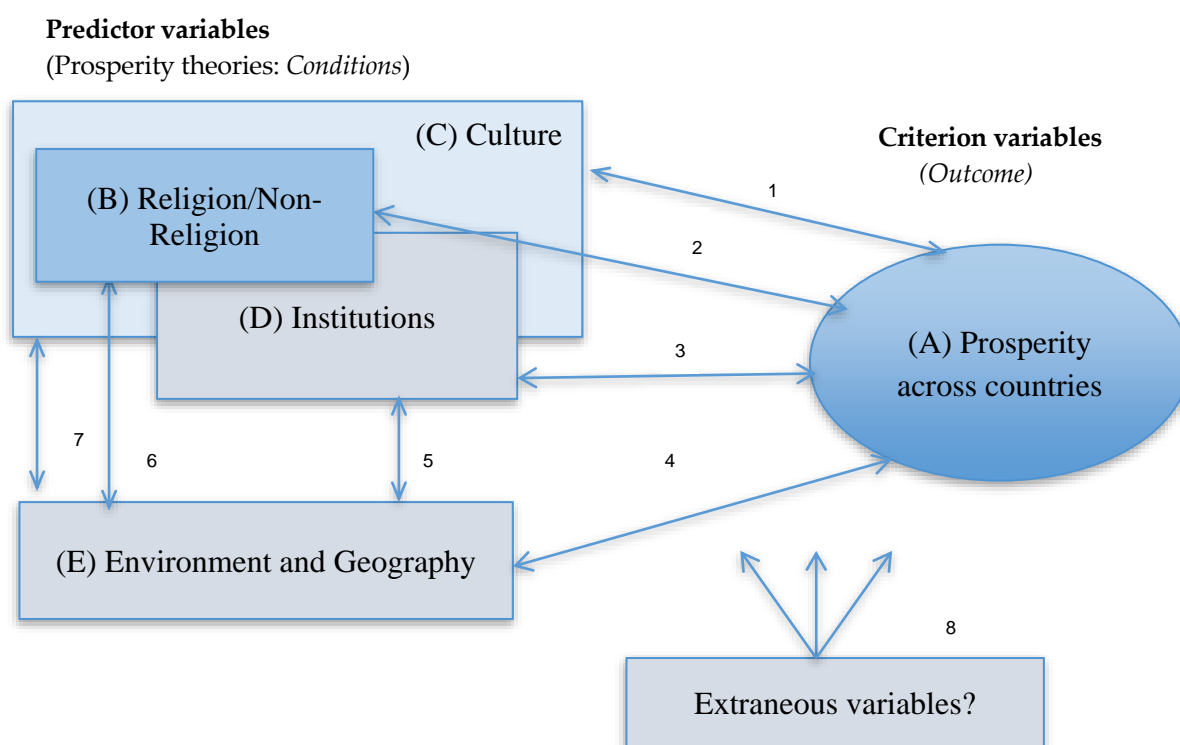 Predictor variables
(Prosperity theories: Conditions)
(C) Culture
Criterion variables
(Outcome)
(B) Religion/Non-
Religion
1
2
(D) Institutions
3
(A) Prosperity
across countries
7
6
5
4
(E) Environment and Geography
8
Extraneous variables?